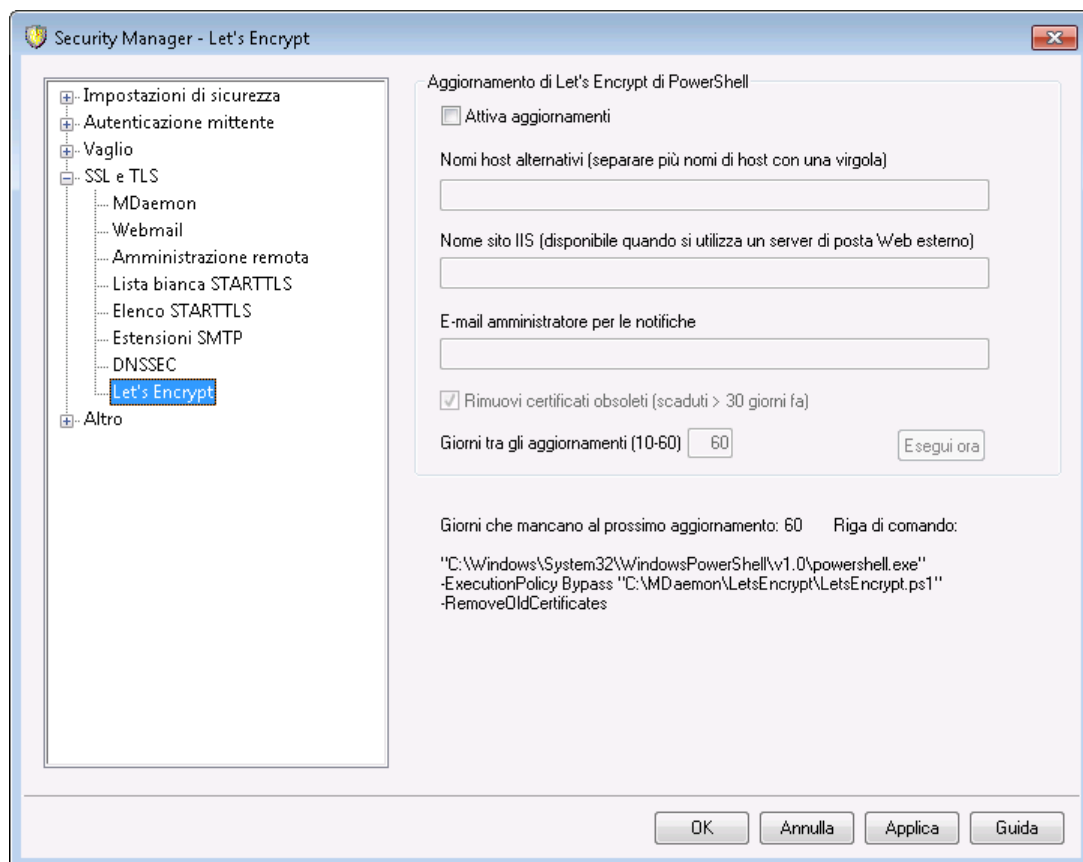 Security Manager - Let's Encrypt
Impostazioni di sicurezza
Autenticazione mittente
Vaglio
SSL e TLS
MDaemon
Webmail
Amministrazione remota
Lista bianca STARTTLS
Elenco STARTTLS
Estensioni SMTP
DNSSEC
Let's Encrypt
Altro
Aggiornamento di Let's Encrypt di PowerShell
Attiva aggiornamenti
Nomi host alternativi (separare più nomi di host con una virgola)
Nome sito IIS (disponibile quando si utilizza un server di posta Web esterno)
E-mail amministratore per le notifiche
Rimuovi certificati obsoleti (scaduti > 30 giorni fa)
Giorni tra gli aggiornamenti (10-60) 60 Esegui ora
Giorni che mancano al prossimo aggiornamento: 60 Riga di comando:
"C:\Windows\System32\WindowsPowerShell\v1.0\powershell.exe"
-ExecutionPolicy Bypass "C:\MDaemon\LetsEncrypt\LetsEncrypt.ps1"
-RemoveOldCertificates
OK Annulla Applica Guida